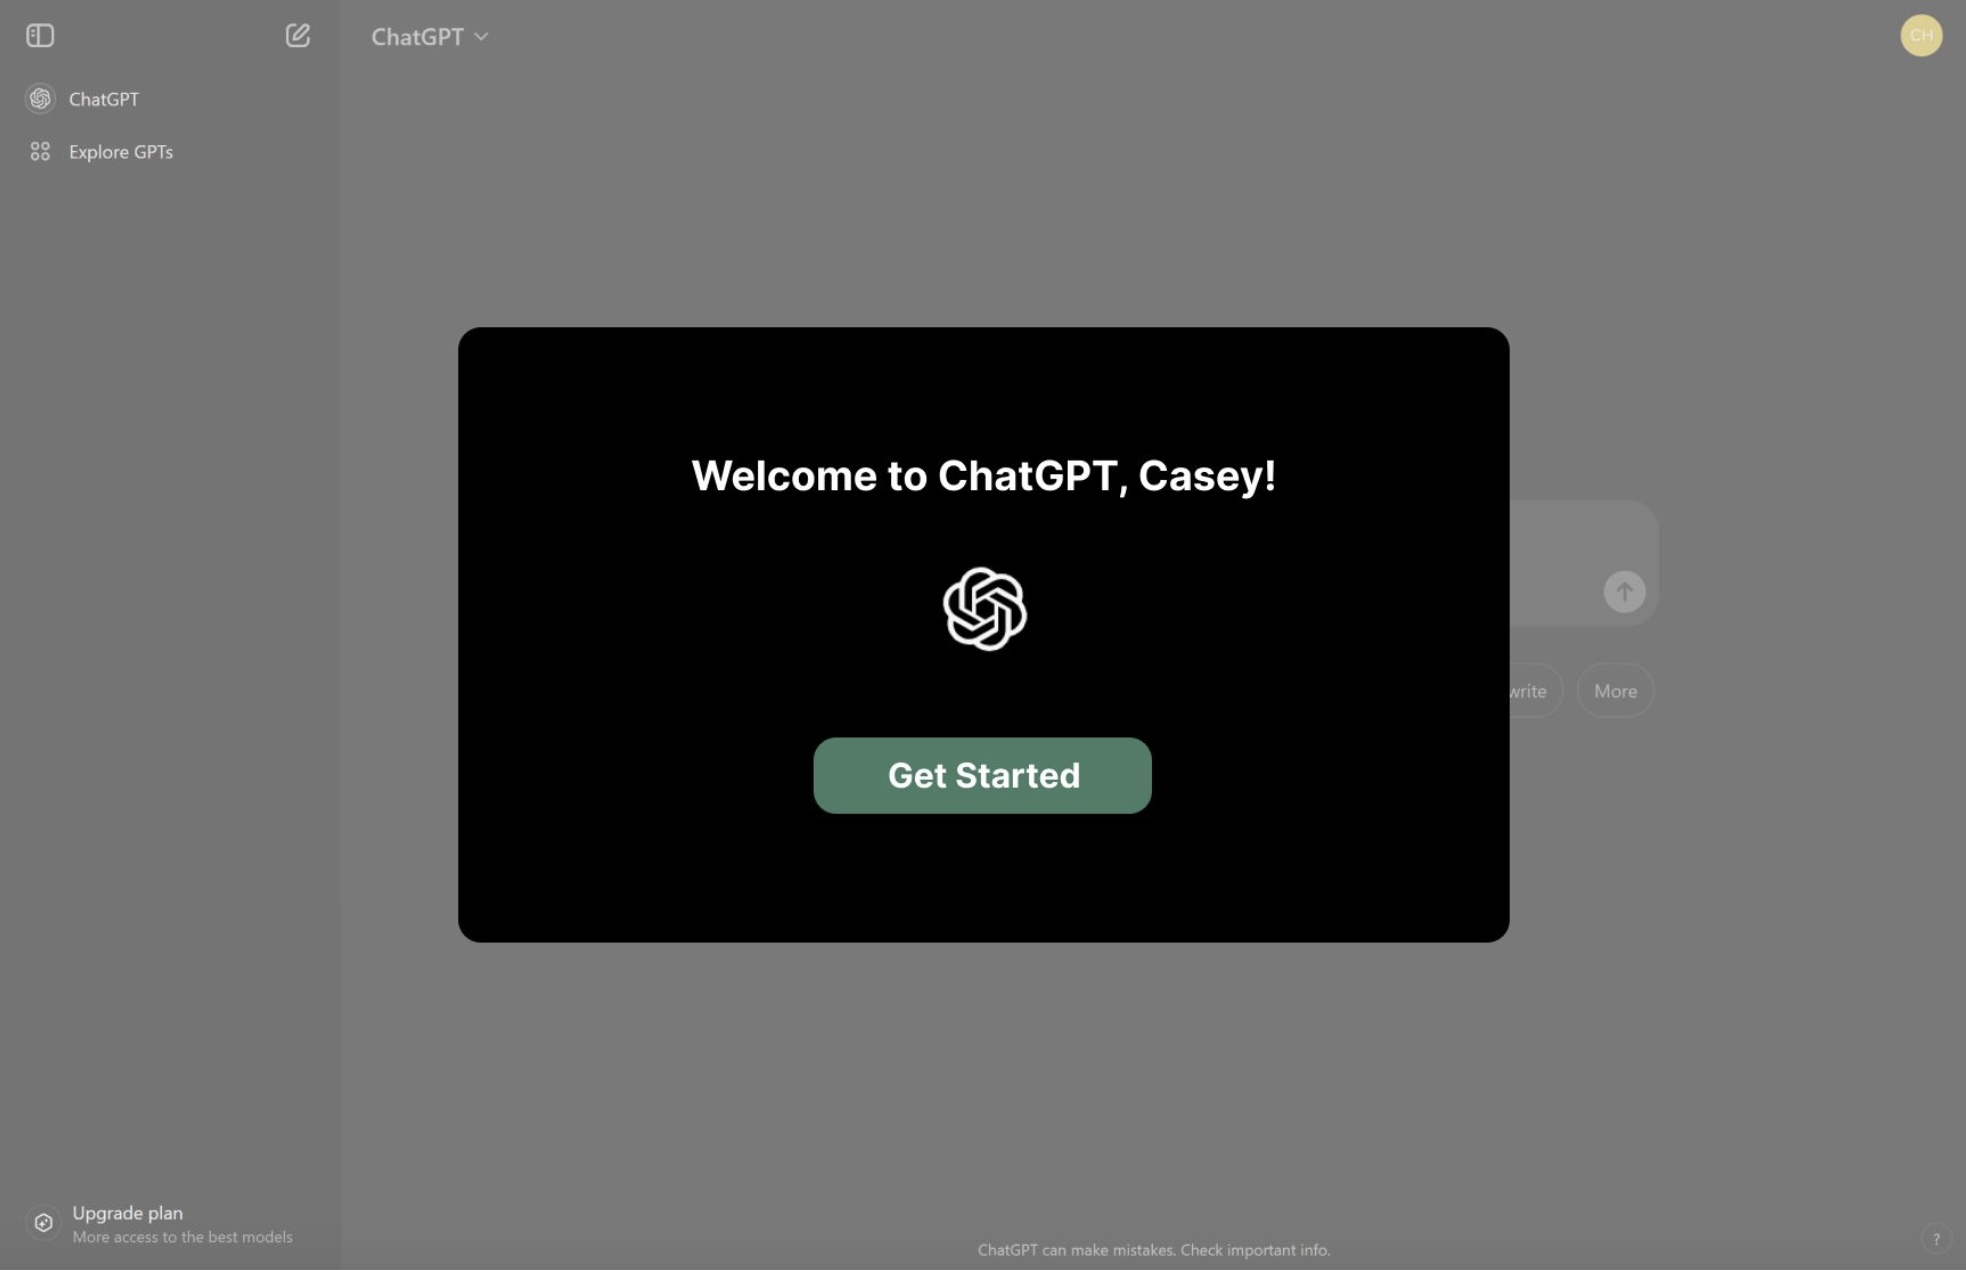 ChatGPT
CH
ChatGPT
Explore GPTs
Welcome to ChatGPT, Casey!
write
More
Get Started
Upgrade plan
More access to the best models
ChatGPT can make mistakes. Check important info.
?